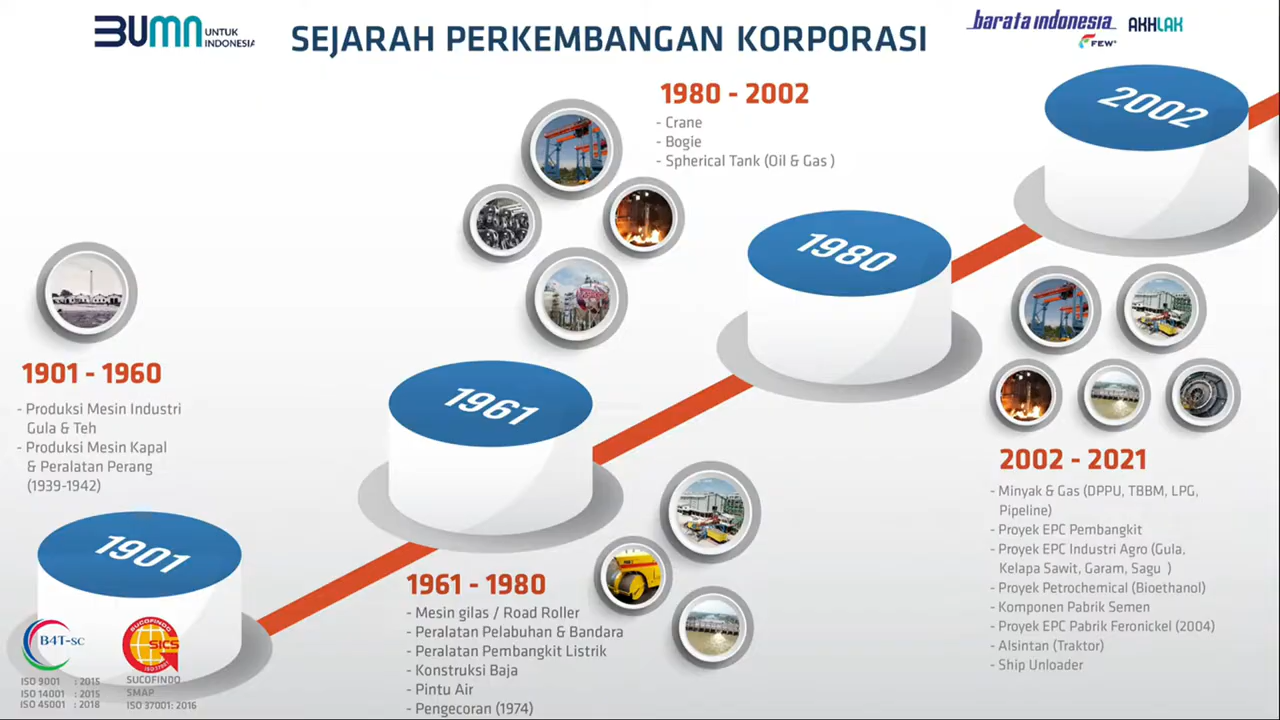 BUMN UNTUK
INDONESIA
SEJARAH PERKEMBANGAN KORPORASI
barata indonesia
FEW
AKHLAK
1901 - 1960
- Produksi Mesin Industri
Gula & Teh
- Produksi Mesin Kapal
& Peralatan Perang
(1939-1942)
1901
B4T-sc
ISO 9001 : 2015
ISO 14001 : 2015
ISO 45001 : 2018
SUCOFINDO
SICS
SUCOFINDO
SMAP
ISO 37001: 2016
1961
1961 - 1980
- Mesin gilas / Road Roller
- Peralatan Pelabuhan & Bandara
- Peralatan Pembangkit Listrik
- Konstruksi Baja
- Pintu Air
- Pengecoran (1974)
1980 - 2002
- Crane
- Bogie
- Spherical Tank (Oil & Gas )
1980
2002
2002 - 2021
- Minyak & Gas (DPPU, TBBM, LPG,
Pipeline)
- Proyek EPC Pembangkit
- Proyek EPC Industri Agro (Gula,
Kelapa Sawit, Garam, Sagu )
- Proyek Petrochemical (Bioethanol)
- Komponen Pabrik Semen
- Proyek EPC Pabrik Feronickel (2004)
- Alsintan (Traktor)
- Ship Unloader